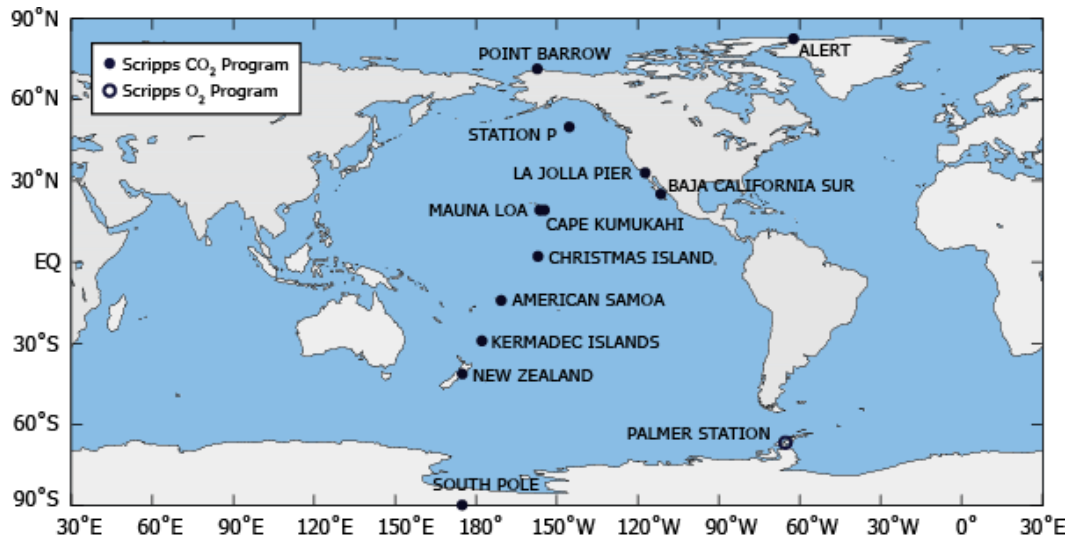 90°N
60°N
30°N
EQ
30°S
60°S
90°S
Scripps CO₂ Program
Scripps O₂ Program
POINT BARROW
ALERT
STATION P
LA JOLLA PIER
BAJA CALIFORNIA SUR
MAUNA LOA
CAPE KUMUKAHI
CHRISTMAS ISLAND
AMERICAN SAMOA
KERMADEC ISLANDS
NEW ZEALAND
PALMER STATION
SOUTH POLE
30°E 60°E 90°E 120°E 150°E 180° 150°W 120°W 90°W 60°W 30°W 0° 30°E